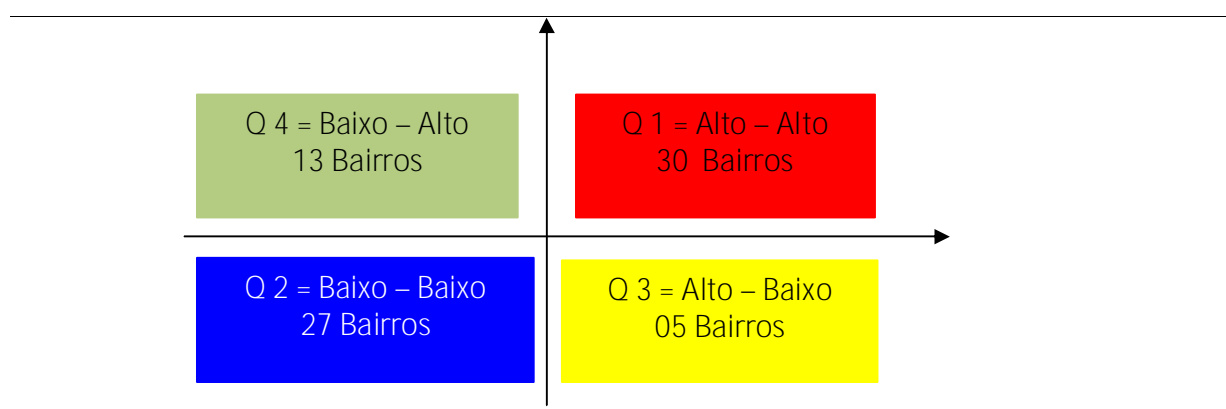 Q 4 = Baixo – Alto
13 Bairros
Q 1 = Alto – Alto
30 Bairros
Q 2 = Baixo – Baixo
27 Bairros
Q 3 = Alto – Baixo
05 Bairros